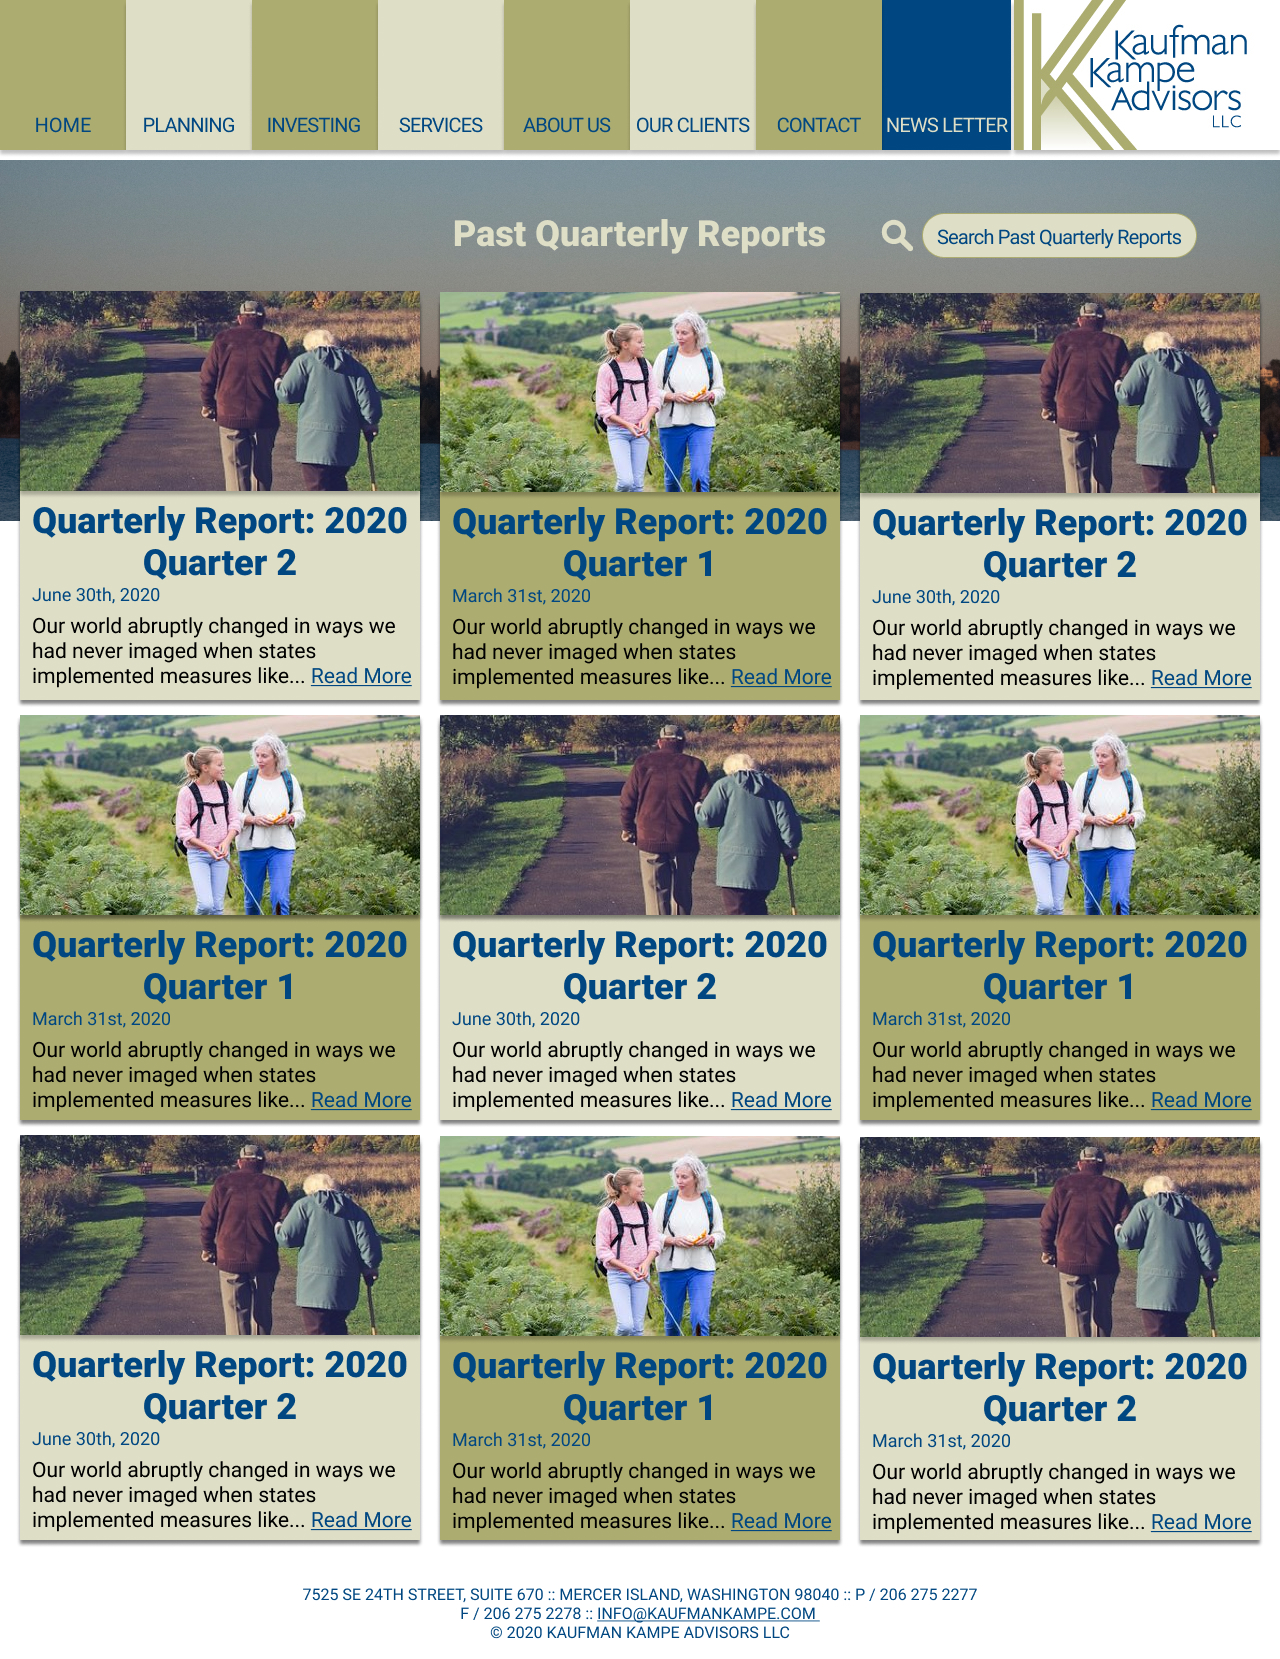 HOME
PLANNING
INVESTING
SERVICES
ABOUT US
OUR CLIENTS
CONTACT
NEWS LETTER
Kaufman
Kampe
Advisors
LLC
Past Quarterly Reports
Search Past Quarterly Reports
Quarterly Report: 2020
Quarter 2
June 30th, 2020
Our world abruptly changed in ways we
had never imaged when states
implemented measures like... Read More
Quarterly Report: 2020
Quarter 1
March 31st, 2020
Our world abruptly changed in ways we
had never imaged when states
implemented measures like... Read More
Quarterly Report: 2020
Quarter 2
June 30th, 2020
Our world abruptly changed in ways we
had never imaged when states
implemented measures like... Read More
Quarterly Report: 2020
Quarter 1
March 31st, 2020
Our world abruptly changed in ways we
had never imaged when states
implemented measures like... Read More
Quarterly Report: 2020
Quarter 2
June 30th, 2020
Our world abruptly changed in ways we
had never imaged when states
implemented measures like... Read More
Quarterly Report: 2020
Quarter 1
March 31st, 2020
Our world abruptly changed in ways we
had never imaged when states
implemented measures like... Read More
Quarterly Report: 2020
Quarter 2
June 30th, 2020
Our world abruptly changed in ways we
had never imaged when states
implemented measures like... Read More
Quarterly Report: 2020
Quarter 1
March 31st, 2020
Our world abruptly changed in ways we
had never imaged when states
implemented measures like... Read More
Quarterly Report: 2020
Quarter 2
March 31st, 2020
Our world abruptly changed in ways we
had never imaged when states
implemented measures like... Read More
7525 SE 24TH STREET, SUITE 670 :: MERCER ISLAND, WASHINGTON 98040 :: P / 206 275 2277
F / 206 275 2278 :: INFO@KAUFMANKAMPE.COM
© 2020 KAUFMAN KAMPE ADVISORS LLC